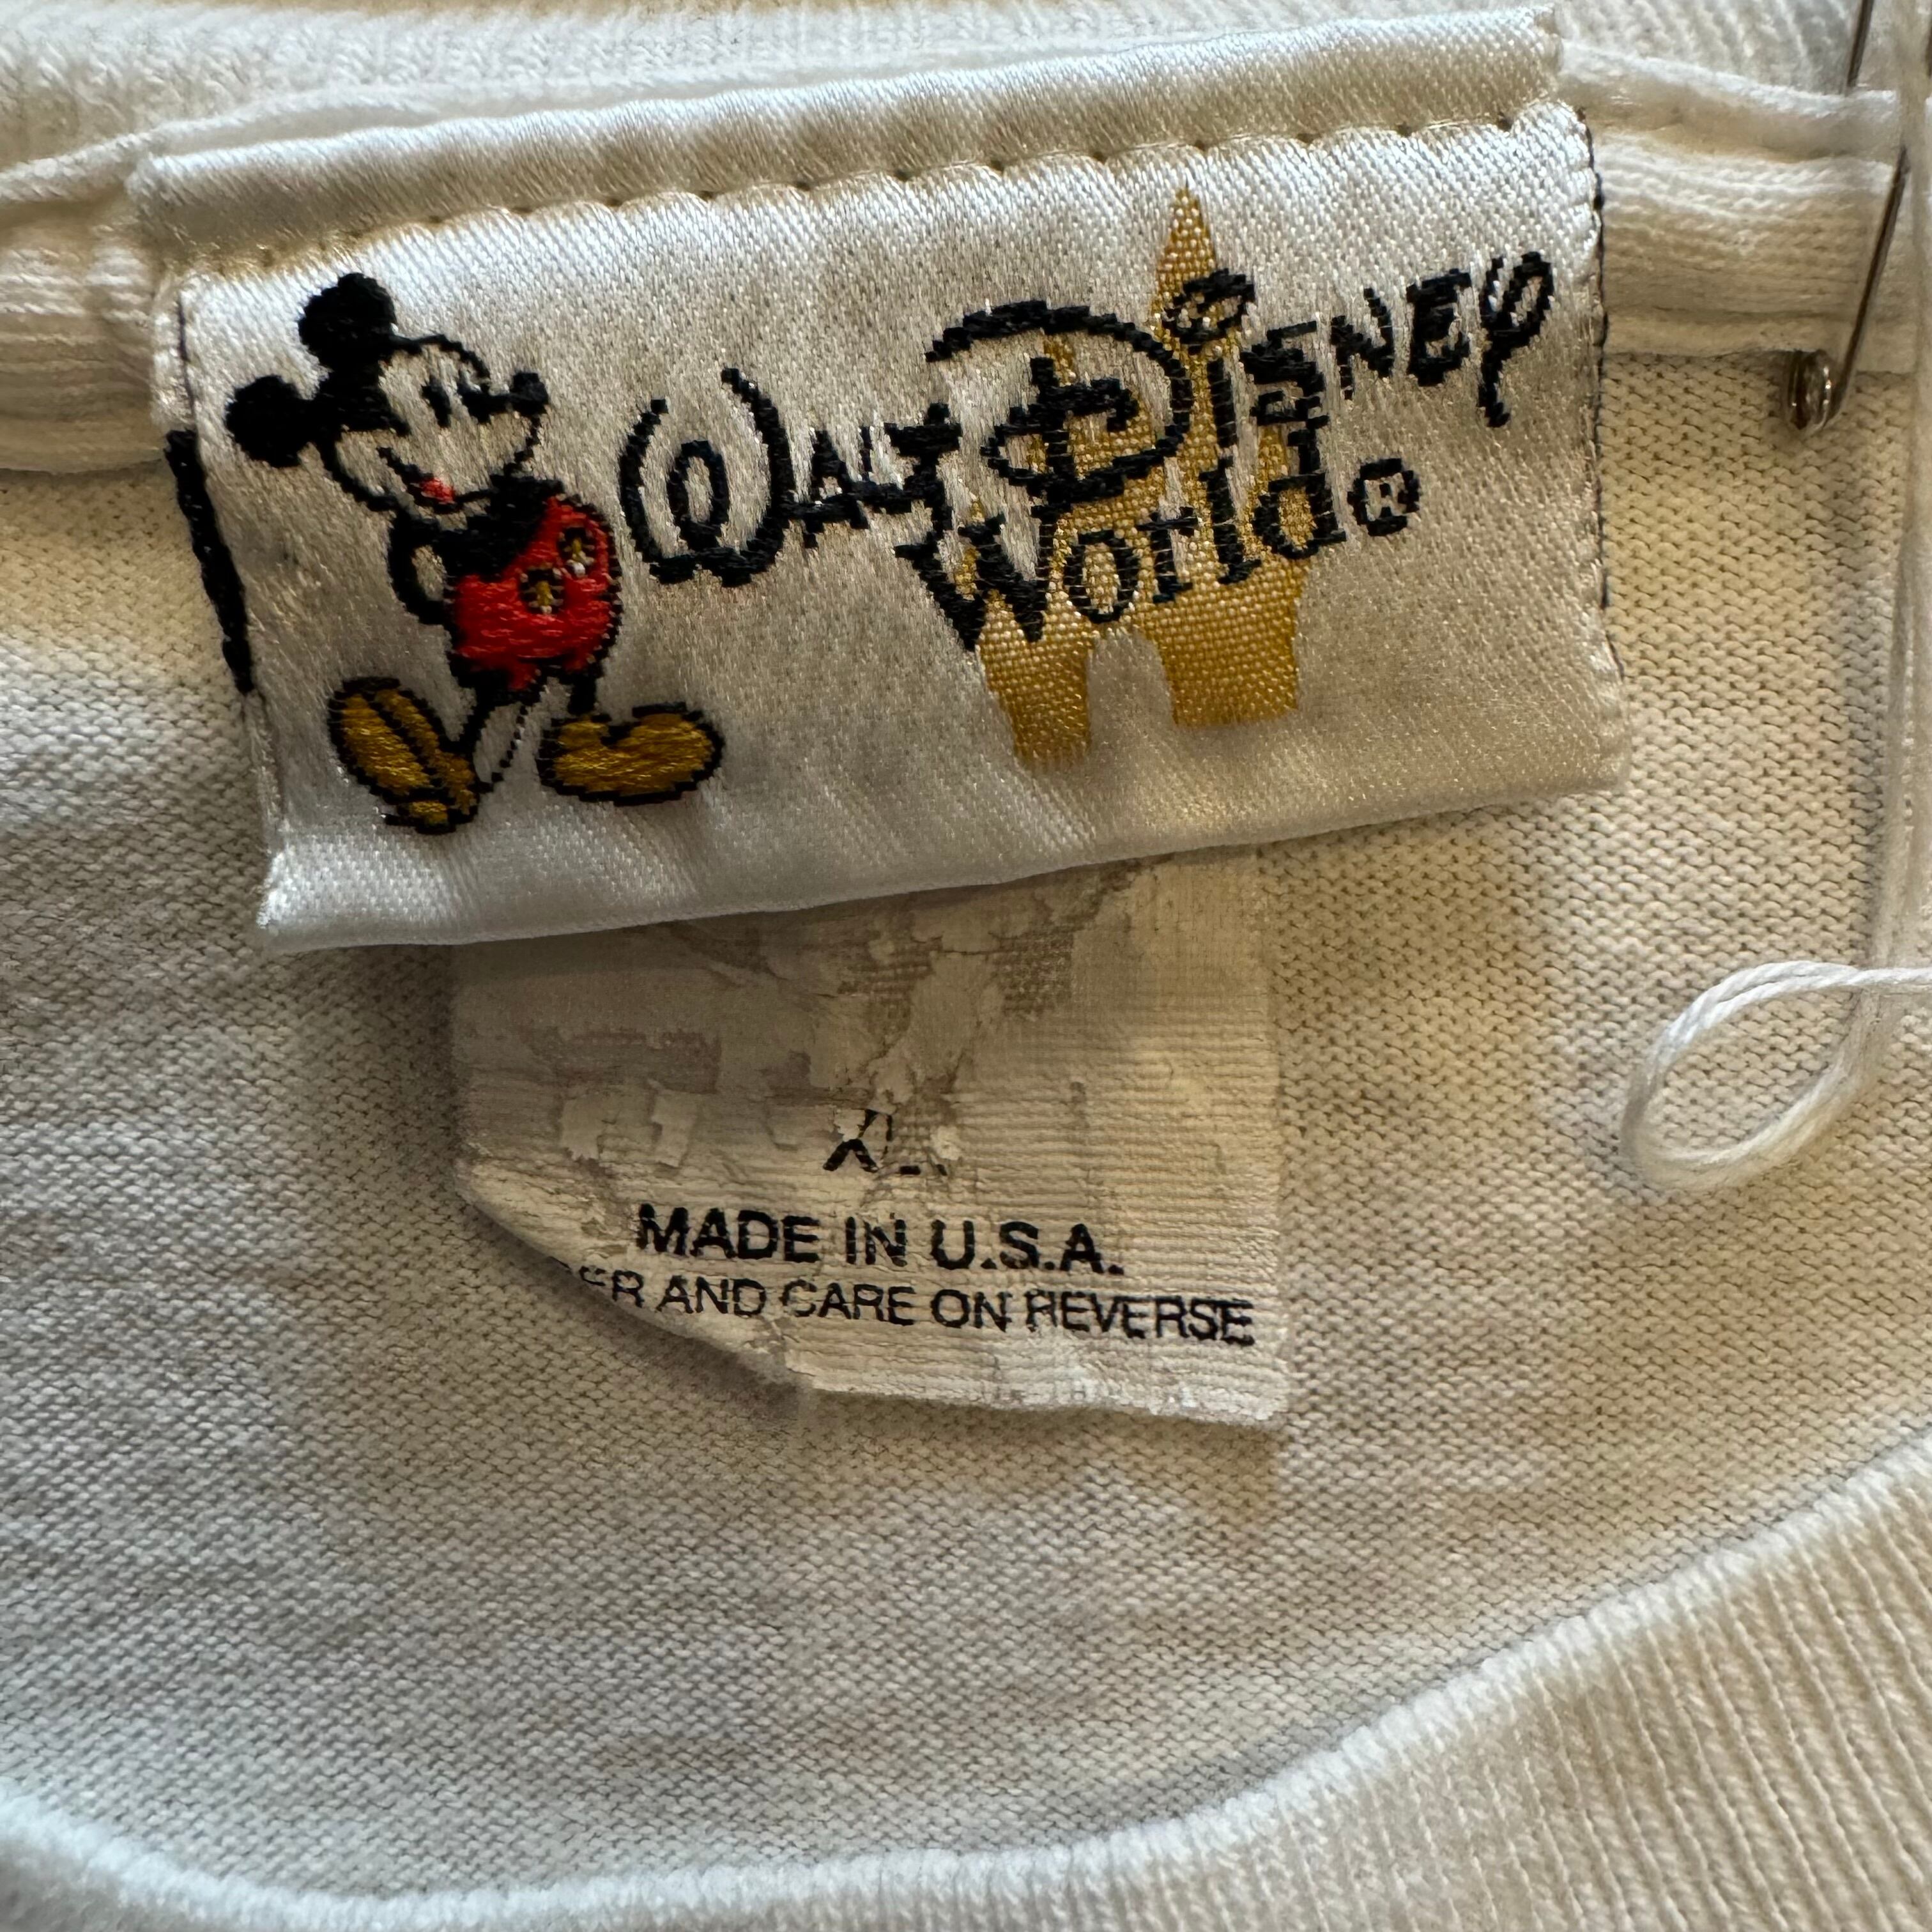 Walt Disney
World®
XL
MADE IN U.S.A.
AND CARE ON REVERSE